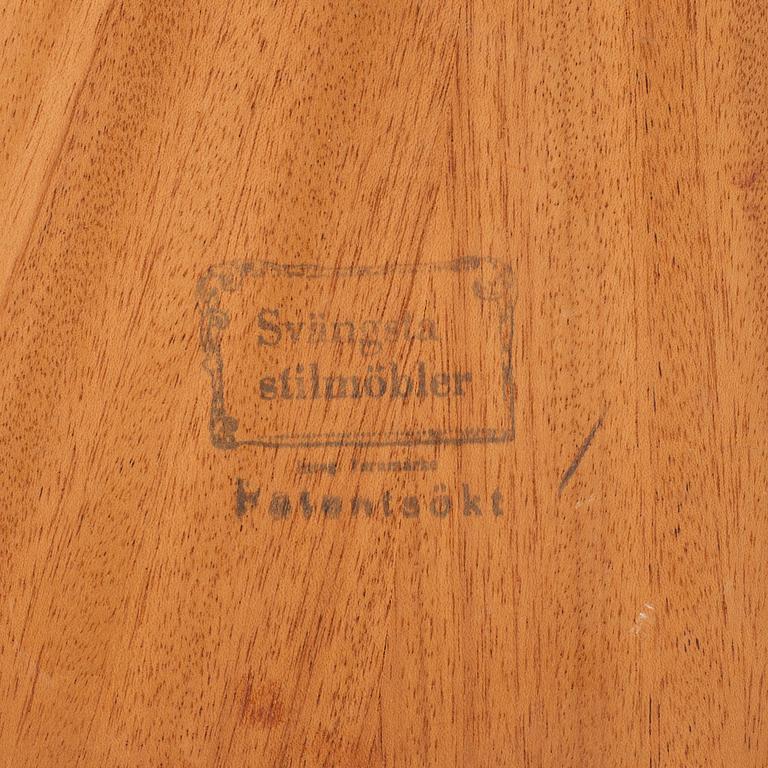 Svängsta
stilmöbler
Patentsökt